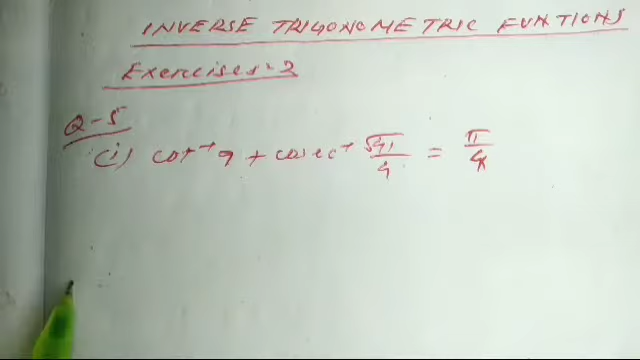 INVERSE TRIGONOMETRIC FUNTIONS
Exercises-2
Q-5
(i) cot⁻¹ 9 + cosec⁻¹ √41/4 = π/4